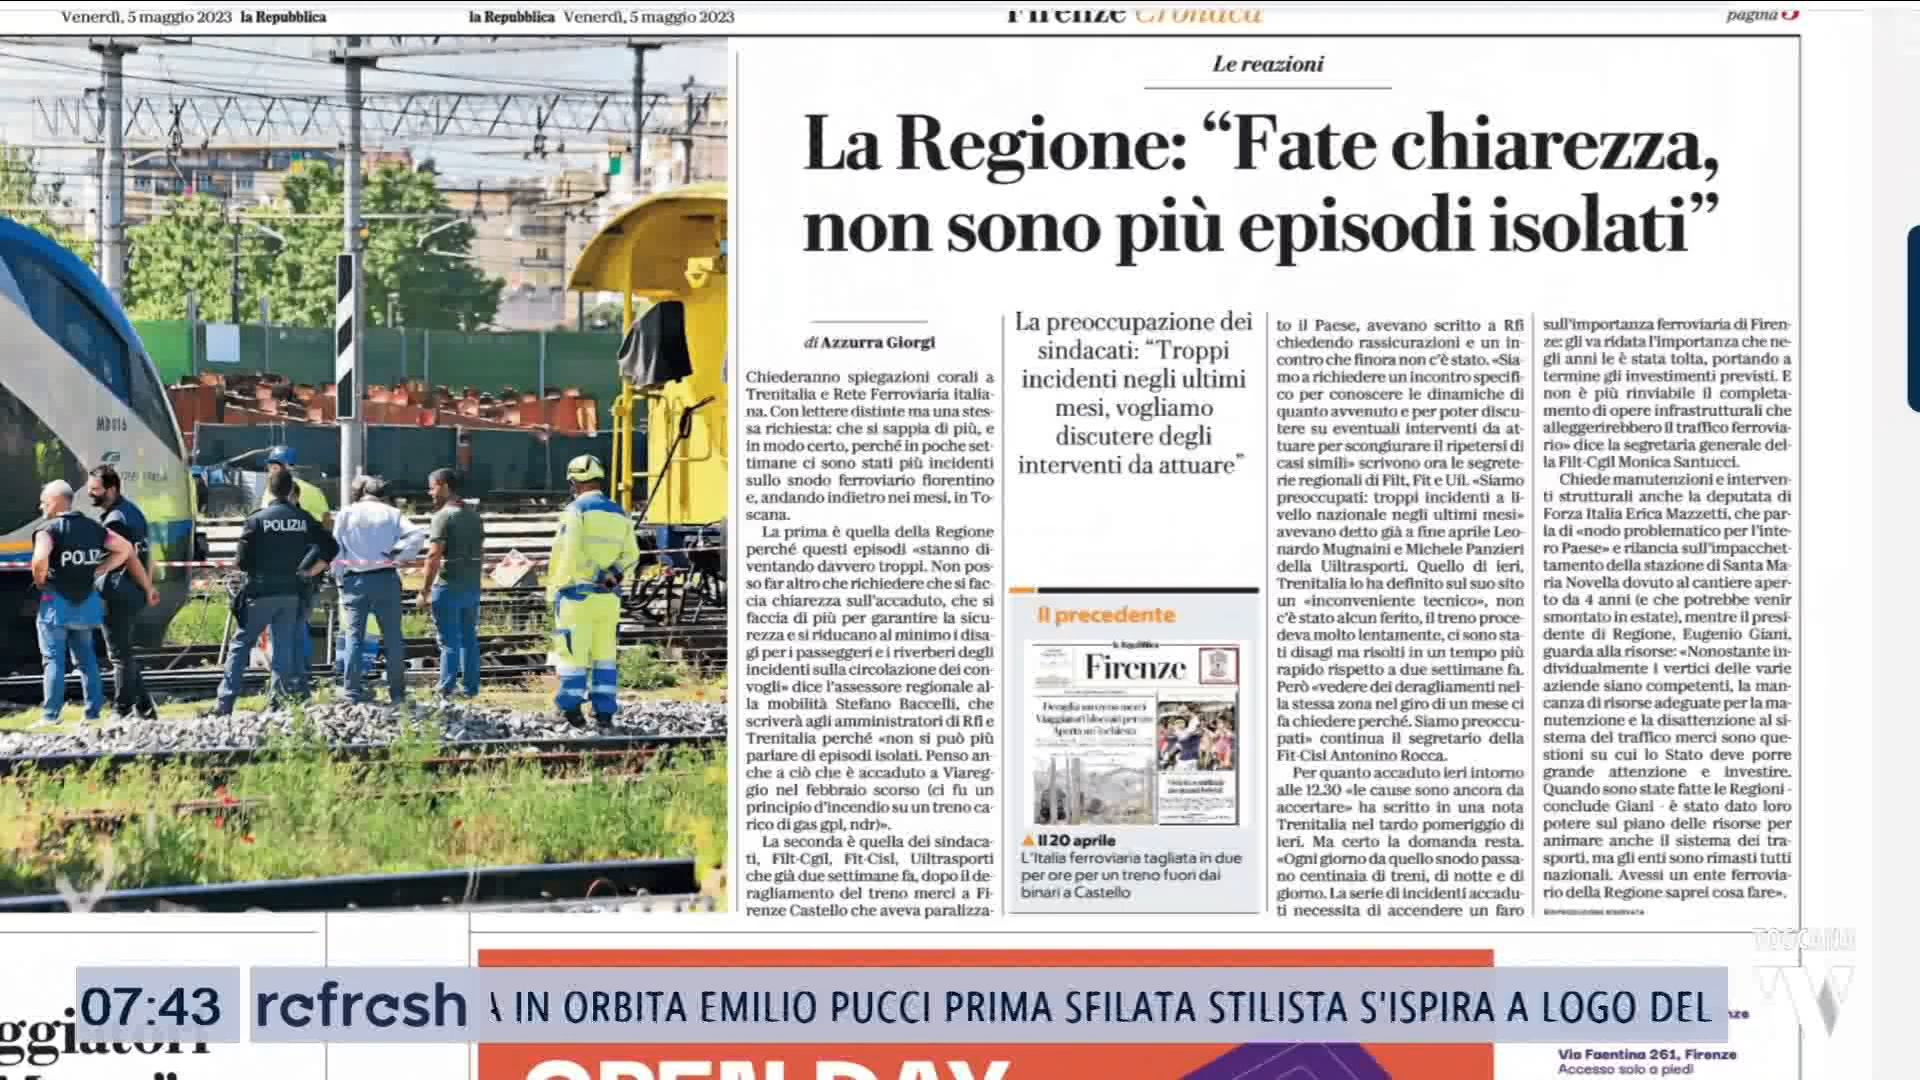 Venerdì, 5 maggio 2023 la Repubblica
la Repubblica Venerdì, 5 maggio 2023
Firenze Cronaca
pagina 5
Le reazioni
La Regione: “Fate chiarezza,
non sono più episodi isolati”
di Azzurra Giorgi
Chiederanno spiegazioni corali a
Trenitalia e Rete Ferroviaria italia-
na. Con lettere distinte ma una stes-
sa richiesta: che si sappia di più, e
in modo certo, perché in poche set-
timane ci sono stati più incidenti
sullo snodo ferroviario fiorentino
e, andando indietro nei mesi, in To-
scana.
La prima è quella della Regione
perché questi episodi «stanno di-
ventando davvero troppi. Non pos-
so far altro che richiedere che si fac-
cia chiarezza sull'accaduto, che si
faccia di più per garantire la sicu-
rezza e si riducano al minimo i disa-
gi per i passeggeri e i riverberi degli
incidenti sulla circolazione dei con-
vogli» dice l'assessore regionale al-
la mobilità Stefano Baccelli, che
scriverà agli amministratori di Rfi e
Trenitalia perché «non si può più
parlare di episodi isolati. Penso an-
che a ciò che è accaduto a Viareg-
gio nel febbraio scorso (ci fu un
principio d'incendio su un treno ca-
rico di gas gpl, ndr)».
La seconda è quella dei sindaca-
ti, Filt-Cgil, Fit-Cisl, Uiltrasporti
che già due settimane fa, dopo il de-
ragliamento del treno merci a Fi-
renze Castello che aveva paralizza-
La preoccupazione dei
sindacati: “Troppi
incidenti negli ultimi
mesi, vogliamo
discutere degli
interventi da attuare”
Il precedente
la Repubblica
Firenze
Deraglia un treno merci
Viaggiatori bloccati per ore
Aperta un'inchiesta
Il 20 aprile
L'Italia ferroviaria tagliata in due
per ore per un treno fuori dai
binari a Castello
to il Paese, avevano scritto a Rfi
chiedendo rassicurazioni e un in-
contro che finora non c'è stato. «Sia-
mo a richiedere un incontro specifi-
co per conoscere le dinamiche di
quanto avvenuto e per poter discu-
tere su eventuali interventi da at-
tuare per scongiurare il ripetersi di
casi simili» scrivono ora le segrete-
rie regionali di Filt, Fit e Uil. «Siamo
preoccupati: troppi incidenti a li-
vello nazionale negli ultimi mesi»
avevano detto già a fine aprile Leo-
nardo Mugnaini e Michele Panzieri
della Uiltrasporti. Quello di ieri,
Trenitalia lo ha definito sul suo sito
un «inconveniente tecnico», non
c'è stato alcun ferito, il treno proce-
deva molto lentamente, ci sono sta-
ti disagi ma risolti in un tempo più
rapido rispetto a due settimane fa.
Però «vedere dei deragliamenti nel-
la stessa zona nel giro di un mese ci
fa chiedere perché. Siamo preoccu-
pati» continua il segretario della
Fit-Cisl Antonino Rocca.
Per quanto accaduto ieri intorno
alle 12.30 «le cause sono ancora da
accertare» ha scritto in una nota
Trenitalia nel tardo pomeriggio di
ieri. Ma certo la domanda resta.
«Ogni giorno da quello snodo passa-
no centinaia di treni, di notte e di
giorno. La serie di incidenti accadu-
ti necessita di accendere un faro
sull'importanza ferroviaria di Firen-
ze: gli va ridata l'importanza che ne-
gli anni le è stata tolta, portando a
termine gli investimenti previsti. E
non è più rinviabile il completa-
mento di opere infrastrutturali che
alleggerirebbero il traffico ferrovia-
rio» dice la segretaria generale del-
la Filt-Cgil Monica Santucci.
Chiede manutenzioni e interven-
ti strutturali anche la deputata di
Forza Italia Erica Mazzetti, che par-
la di «nodo problematico per l'inte-
ro Paese» e rilancia sull'impacchet-
tamento della stazione di Santa Ma-
ria Novella dovuto al cantiere aper-
to da 4 anni (e che potrebbe venir
smontato in estate), mentre il presi-
dente di Regione, Eugenio Giani,
guarda alla risorse: «Nonostante in-
dividualmente i vertici delle varie
aziende siano competenti, la man-
canza di risorse adeguate per la ma-
nutenzione e la disattenzione al si-
stema del traffico merci sono que-
stioni su cui lo Stato deve porre
grande attenzione e investire.
Quando sono state fatte le Regioni -
conclude Giani - è stato dato loro
potere sul piano delle risorse per
animare anche il sistema dei tra-
sporti, ma gli enti sono rimasti tutti
nazionali. Avessi un ente ferrovia-
rio della Regione saprei cosa fare».
©RIPRODUZIONE RISERVATA
POLIZ
POLIZIA
TOSCANA
TV
07:43 refresh A IN ORBITA EMILIO PUCCI PRIMA SFILATA STILISTA S'ISPIRA A LOGO DEL
ggiatori
OPEN DAY
Via Faentina 261, Firenze
Accesso solo a piedi